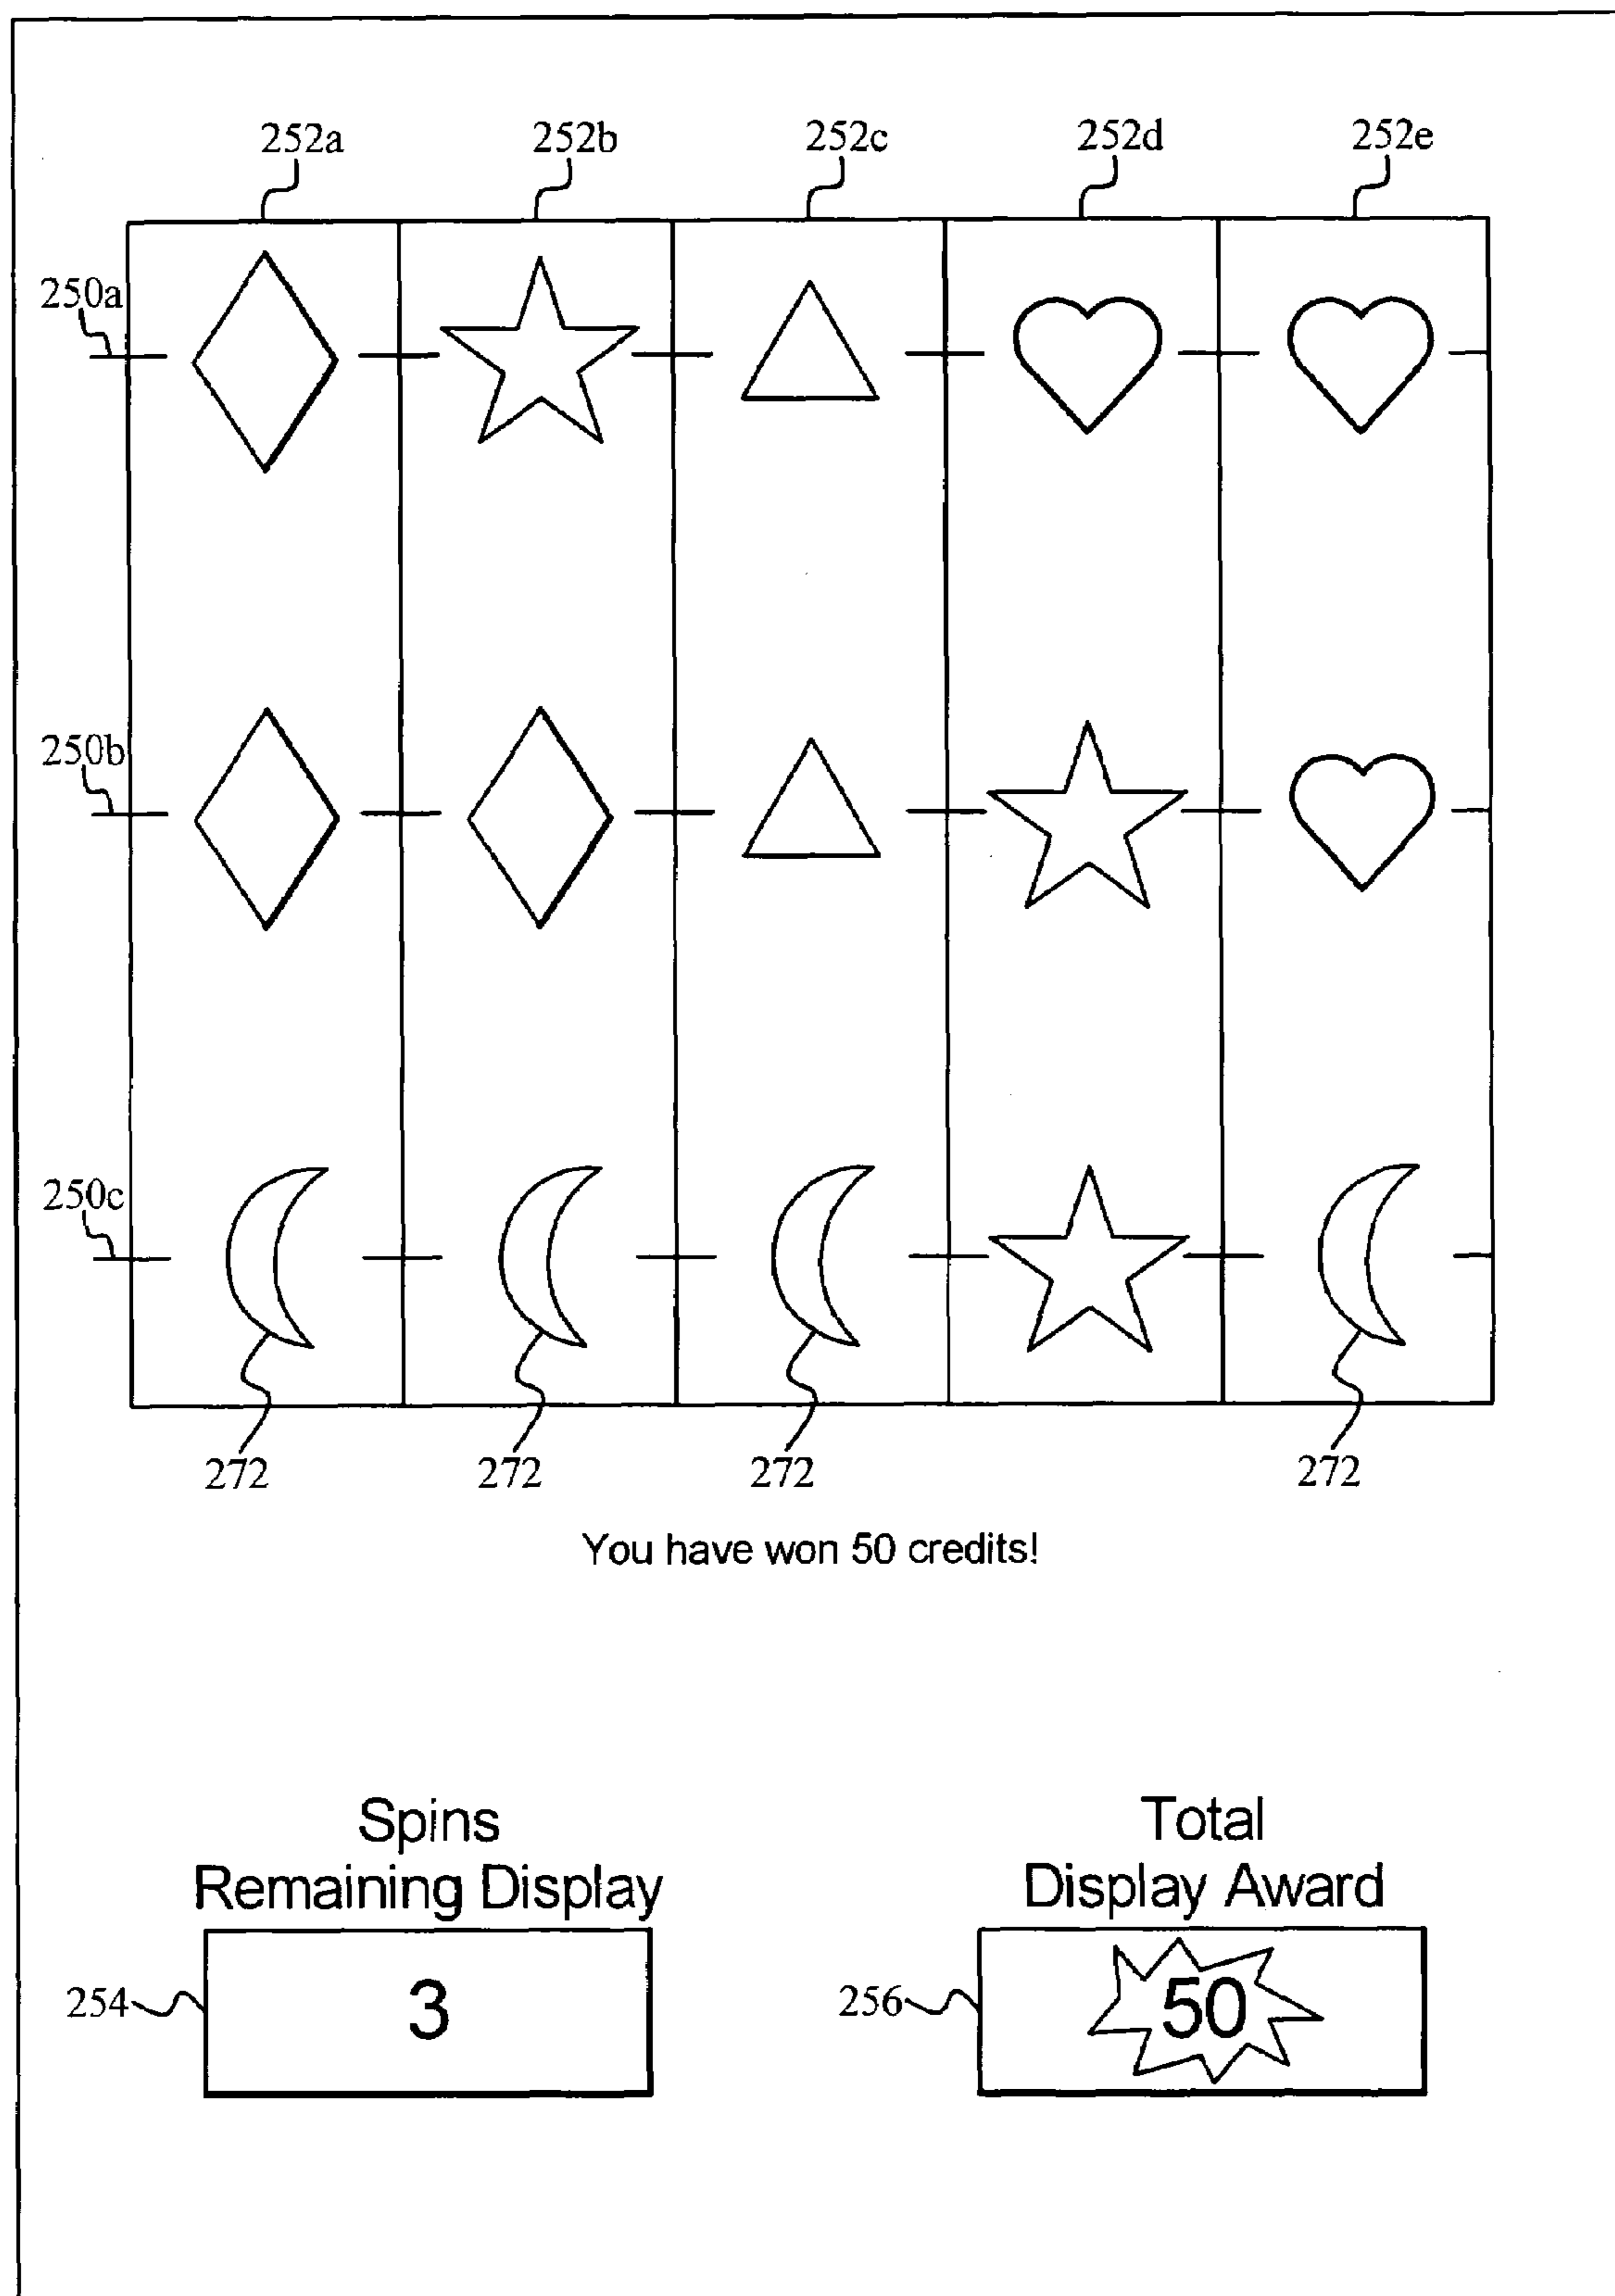 252a 252b 252c 252d 252e
250a
250b
250c
272 272 272 272
You have won 50 credits!
Spins Total
Remaining Display Display Award
254 3 256 50